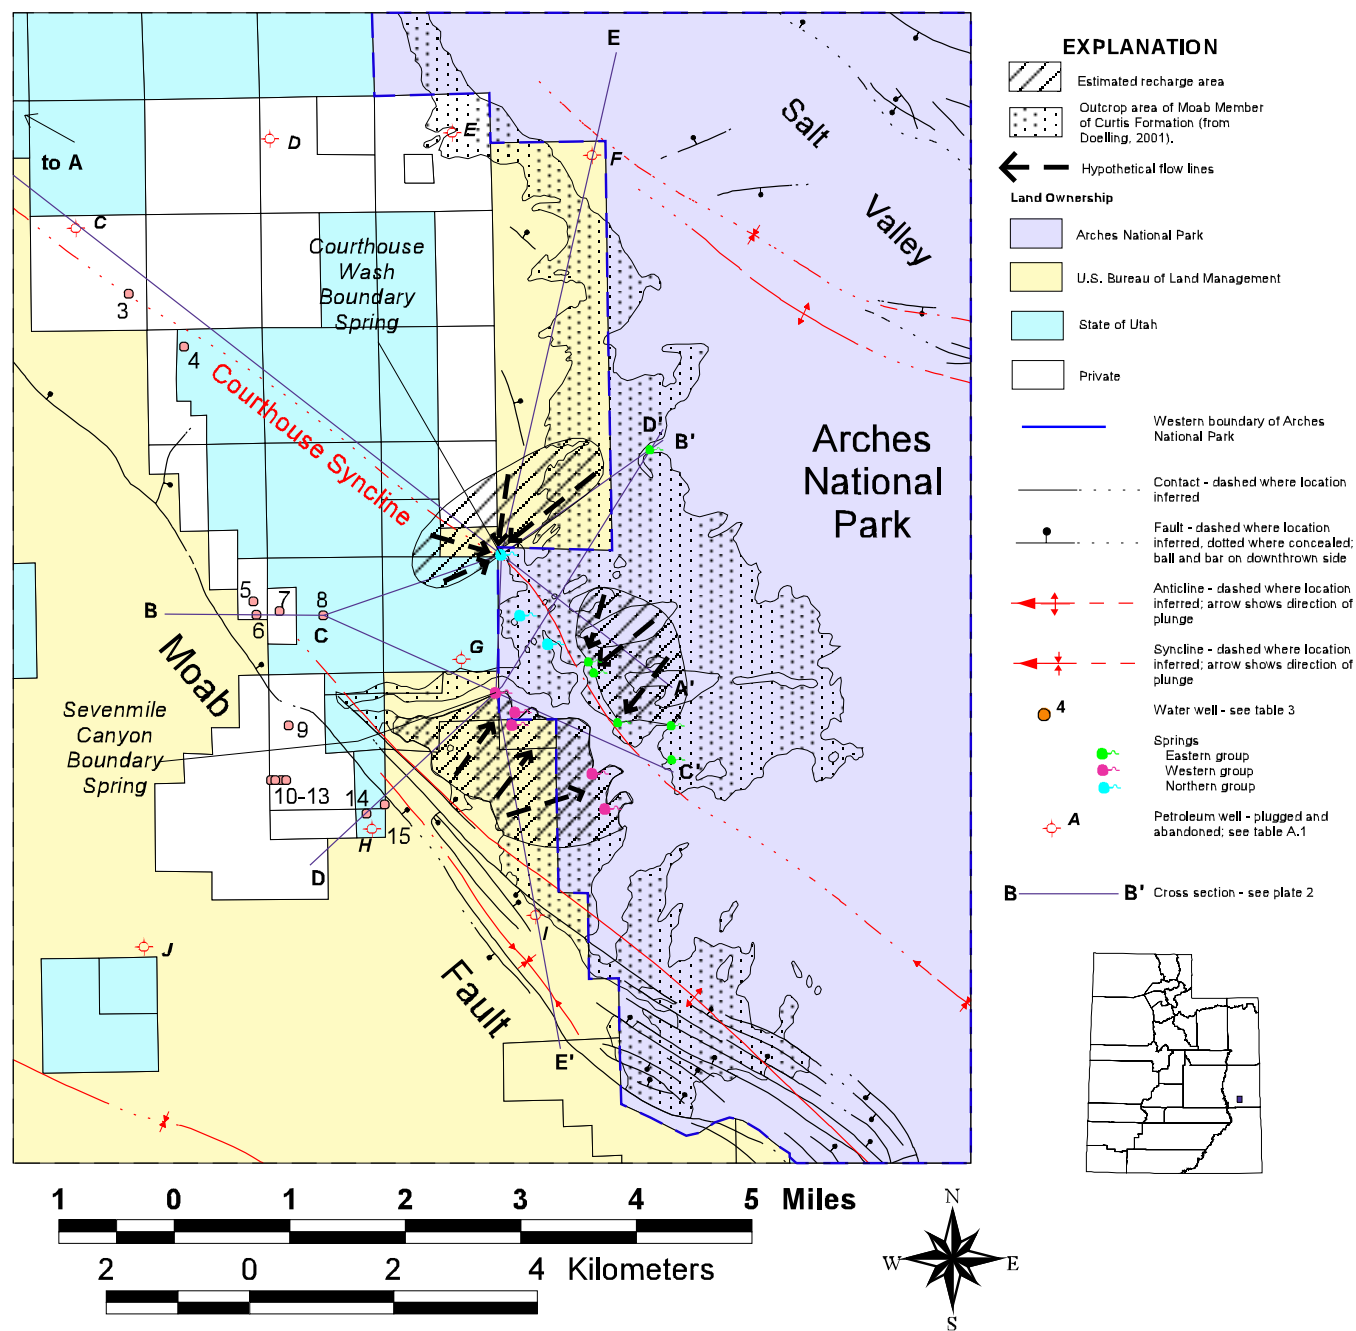 E
to A
D
E
F
C
Salt
Valley
Courthouse
Wash
Boundary
Spring
3
4
Courthouse Syncline
D'
B'
Arches
National
Park
B
5
6
7
8
C
G
A'
C'
Moab
Sevenmile
Canyon
Boundary
Spring
9
10-13
14
15
H
D
I
J
Fault
E'
EXPLANATION
Estimated recharge area
Outcrop area of Moab Member
of Curtis Formation (from
Doelling, 2001).
Hypothetical flow lines
Land Ownership
Arches National Park
U.S. Bureau of Land Management
State of Utah
Private
Western boundary of Arches
National Park
Contact - dashed where location
inferred
Fault - dashed where location
inferred, dotted where concealed;
ball and bar on downthrown side
Anticline - dashed where location
inferred; arrow shows direction of
plunge
Syncline - dashed where location
inferred; arrow shows direction of
plunge
4
Water well - see table 3
Springs
Eastern group
Western group
Northern group
A
Petroleum well - plugged and
abandoned; see table A.1
B B' Cross section - see plate 2
1 0 1 2 3 4 5 Miles
2 0 2 4 Kilometers
N
W E
S